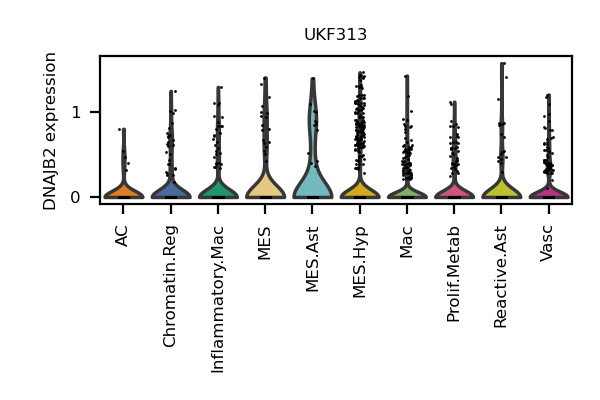 UKF313
DNAJB2 expression
1
0
AC
Chromatin.Reg
Inflammatory.Mac
MES
MES.Ast
MES.Hyp
Mac
Prolif.Metab
Reactive.Ast
Vasc